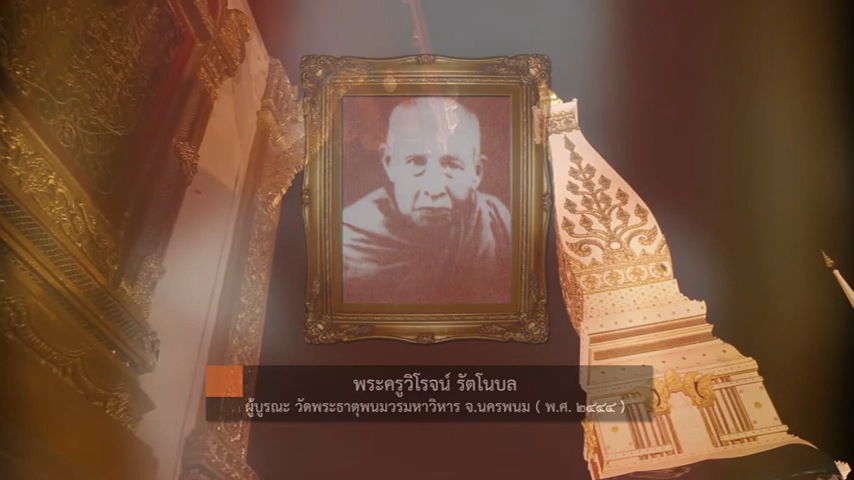 พระครูวิโรจน์ รัตโนบล
ผู้บูรณะ วัดพระธาตุพนมวรมหาวิหาร จ.นครพนม ( พ.ศ. ๒๔๔๔ )